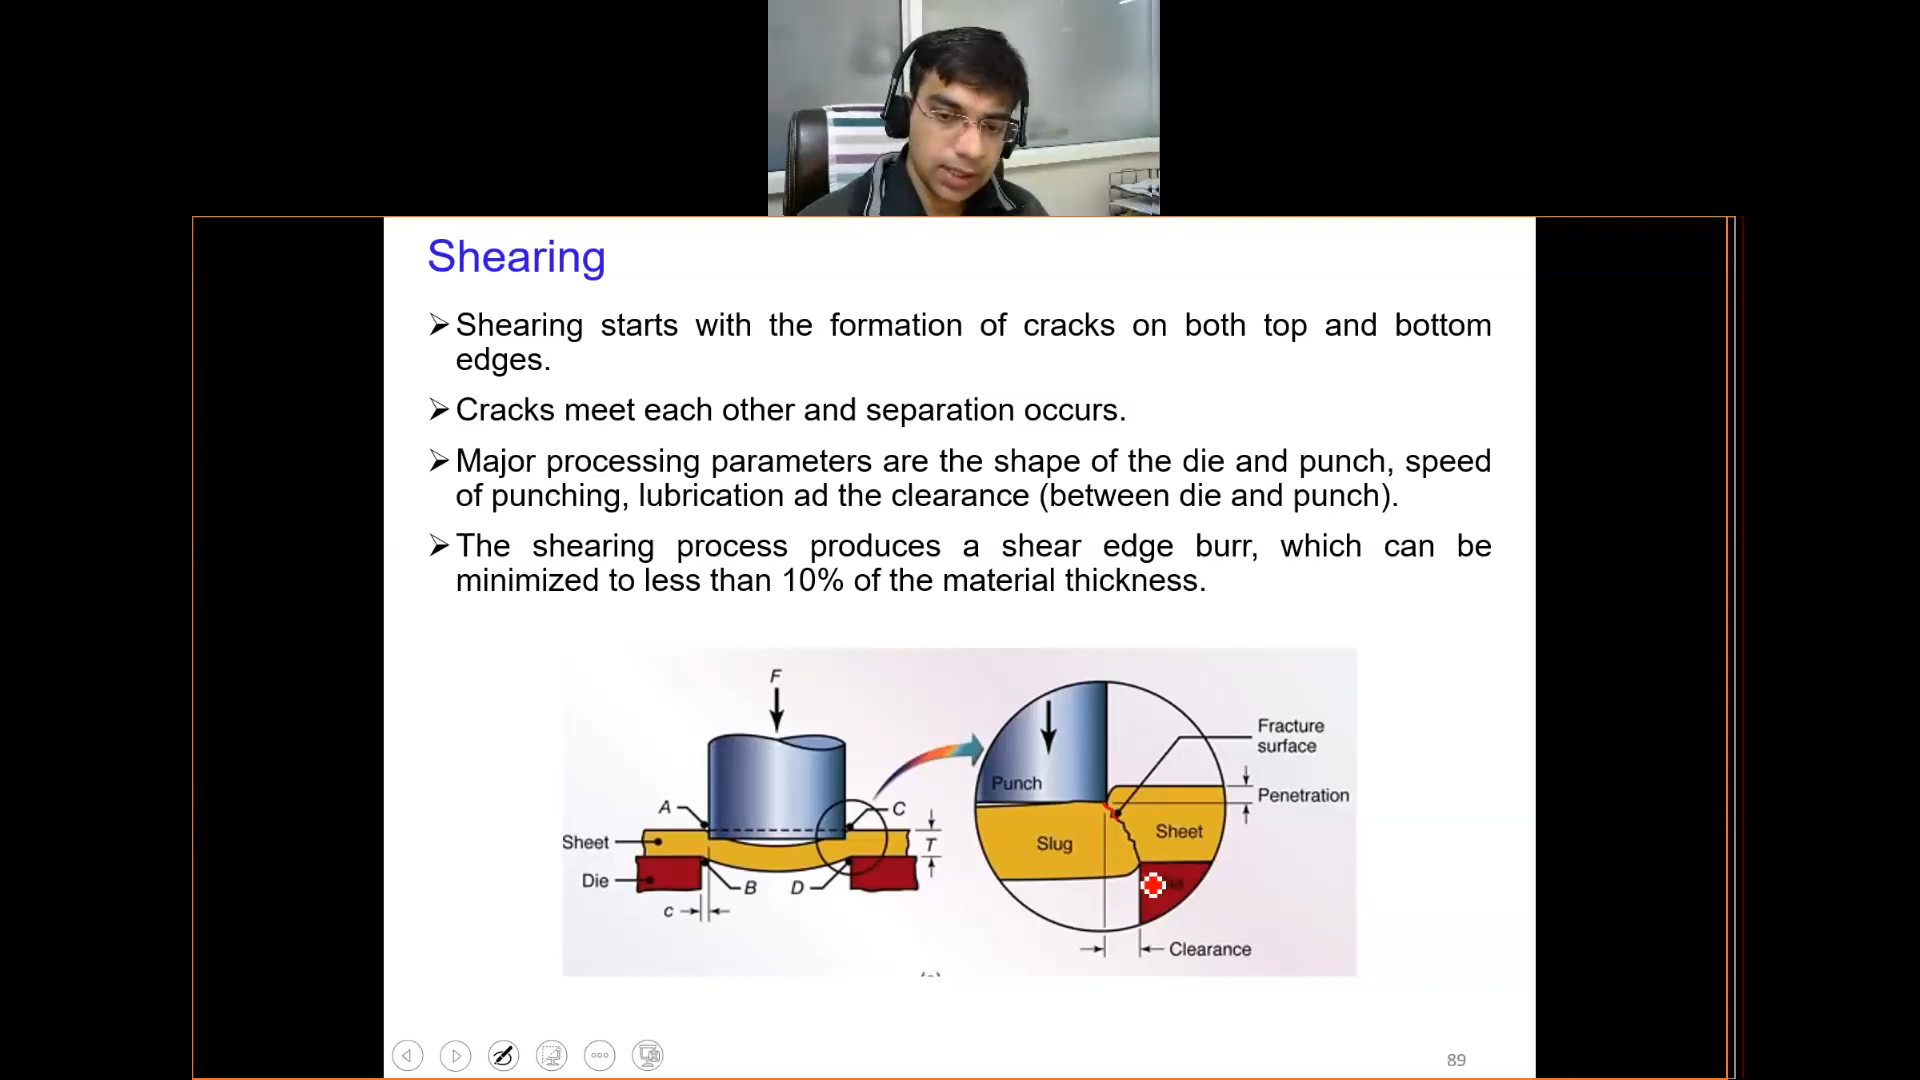 Shearing
Shearing starts with the formation of cracks on both top and bottom
edges.
Cracks meet each other and separation occurs.
Major processing parameters are the shape of the die and punch, speed
of punching, lubrication ad the clearance (between die and punch).
The shearing process produces a shear edge burr, which can be
minimized to less than 10% of the material thickness.
F
A
C
Sheet
T
Die
B
D
c
Punch
Fracture
surface
Penetration
Slug
Sheet
Clearance
89